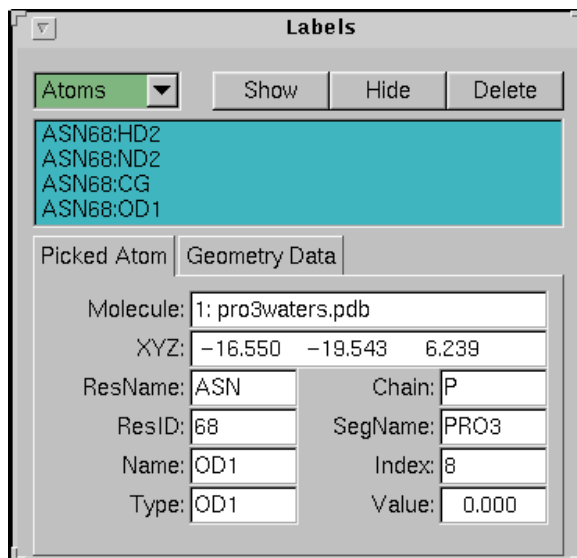 Labels
Atoms Show Hide Delete
ASN68:HD2
ASN68:ND2
ASN68:CG
ASN68:OD1
Picked Atom Geometry Data
Molecule: 1: pro3waters.pdb
XYZ: -16.550 -19.543 6.239
ResName: ASN Chain: P
ResID: 68 SegName: PRO3
Name: OD1 Index: 8
Type: OD1 Value: 0.000